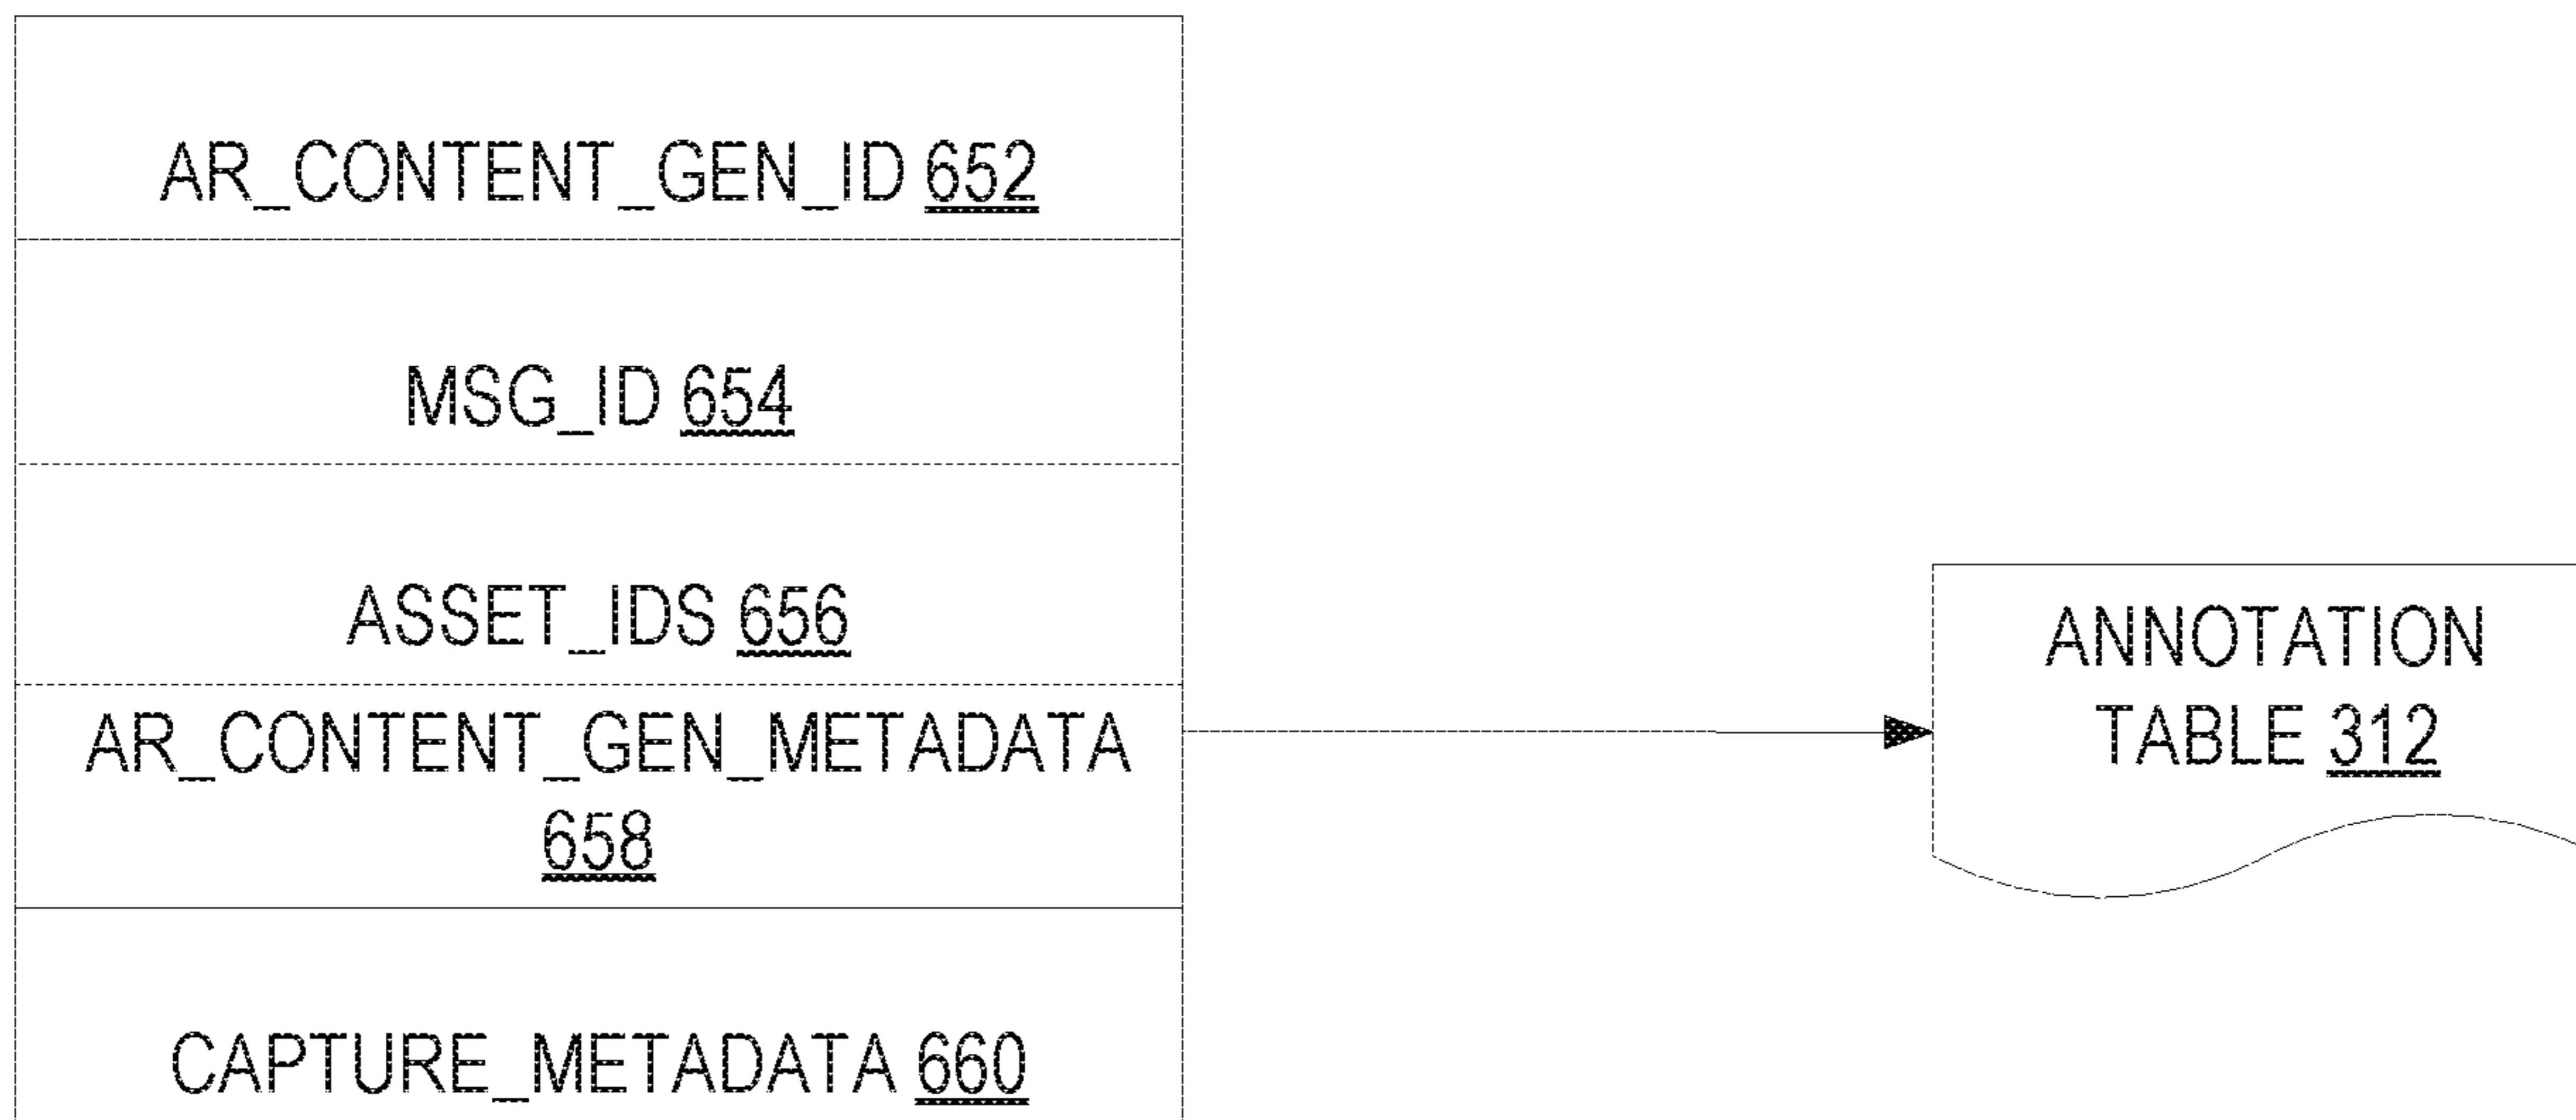 AR_CONTENT_GEN_ID 652
MSG_ID 654
ASSET_IDS 656
AR_CONTENT_GEN_METADATA
658
CAPTURE_METADATA 660
ANNOTATION
TABLE 312